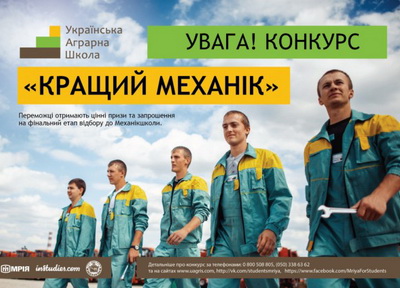 Українська
Аграрна
Школа
УВАГА! КОНКУРС
«КРАЩИЙ МЕХАНІК»
Переможці отримають цінні призи та запрошення
на фінальний етап відбору до Механікшколи.
МРІЯ
instudies.com
Детальніше про конкурс за телефонами: 0 800 508 805, (050) 338 63 62
та на сайтах www.uagris.com, http://vk.com/studentsmriya, https://www.facebook.com/MriyaForStudents